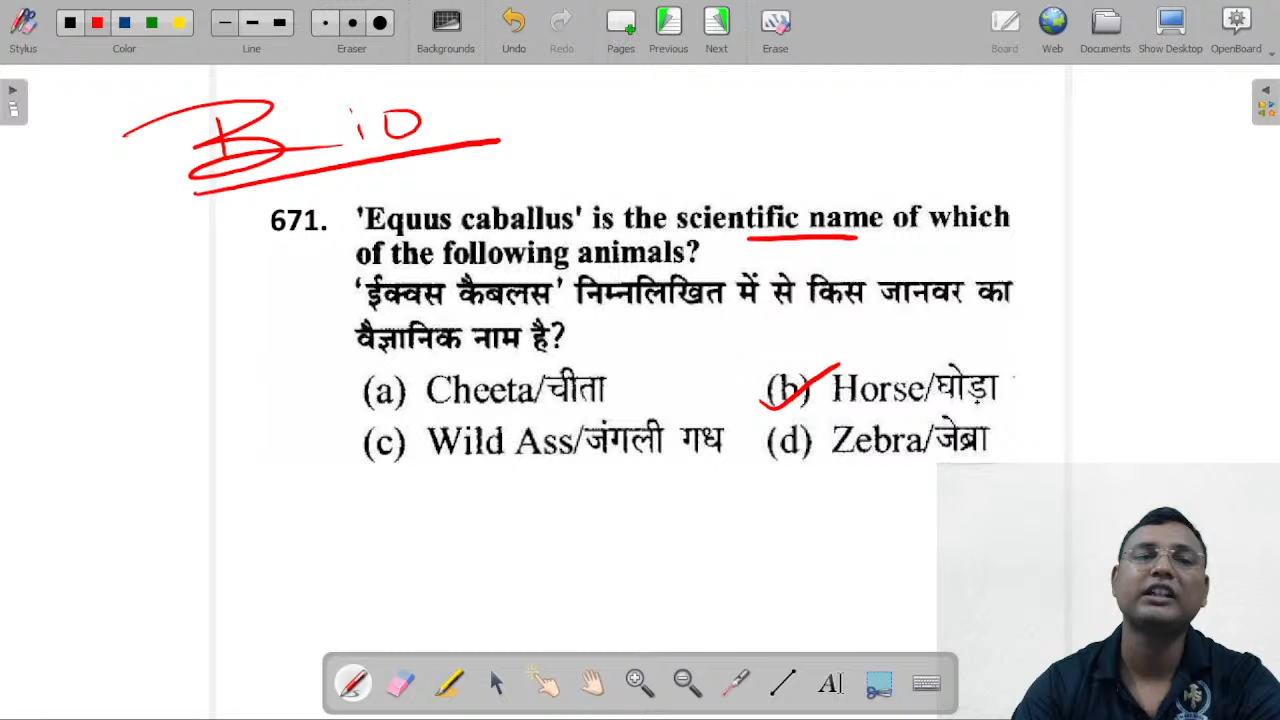 Stylus Color Line Eraser Backgrounds Undo Redo Pages Previous Next Erase Board Web Documents Show Desktop OpenBoard
Bio
671. 'Equus caballus' is the scientific name of which
of the following animals?
‘ईक्वस कैबलस’ निम्नलिखित में से किस जानवर का
वैज्ञानिक नाम है?
(a) Cheeta/चीता (b) Horse/घोड़ा
(c) Wild Ass/जंगली गध (d) Zebra/जेब्रा